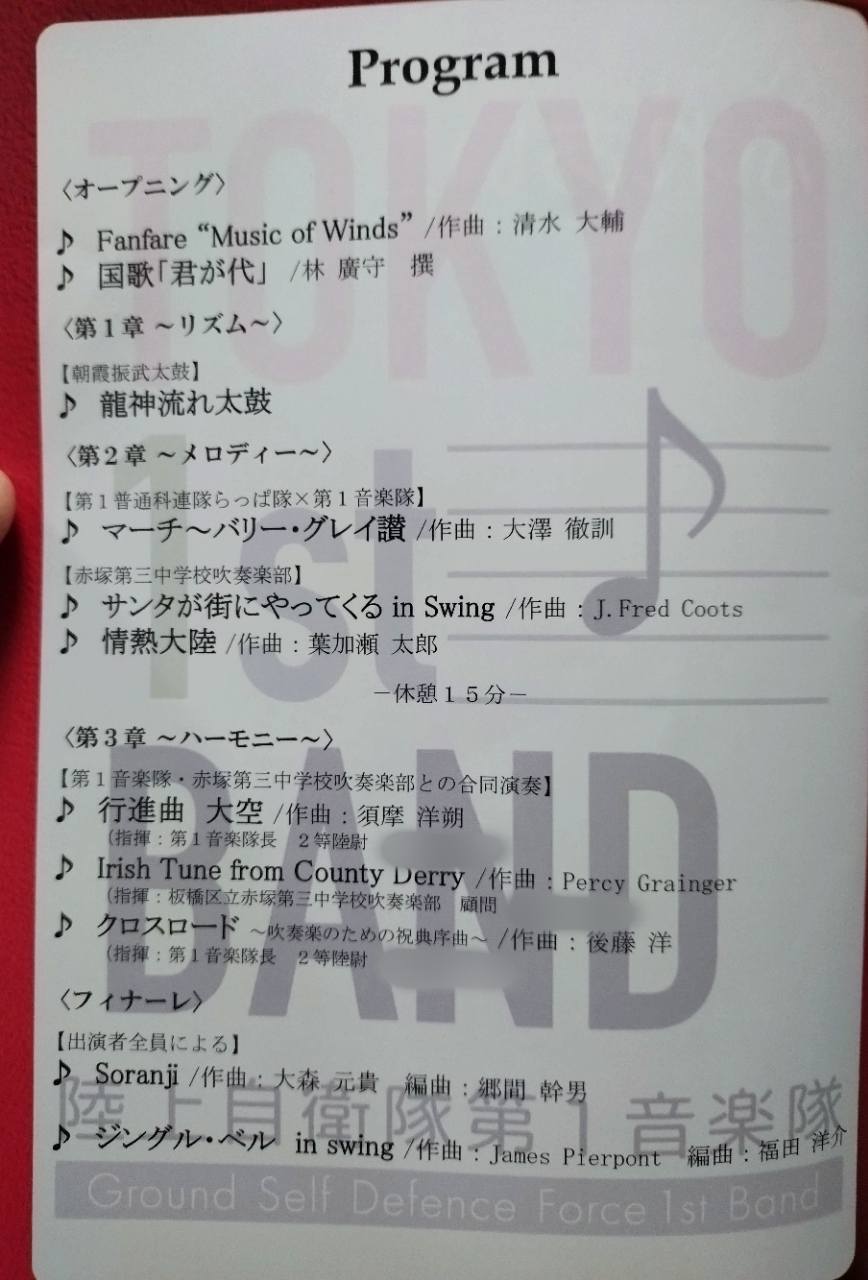 Program
〈オープニング〉
♪ Fanfare “Music of Winds” /作曲：清水 大輔
♪ 国歌「君が代」 /林 廣守 撰
〈第１章 ～リズム～〉
【朝霞振武太鼓】
♪ 龍神流れ太鼓
〈第２章 ～メロディー～〉
【第１普通科連隊らっぱ隊×第１音楽隊】
♪ マーチ～バリー・グレイ讃 /作曲：大澤 徹訓
【赤塚第三中学校吹奏楽部】
♪ サンタが街にやってくる in Swing /作曲：J.Fred Coots
♪ 情熱大陸 /作曲：葉加瀬 太郎
－休憩１５分－
〈第３章 ～ハーモニー～〉
【第１音楽隊・赤塚第三中学校吹奏楽部との合同演奏】
♪ 行進曲 大空 /作曲：須摩 洋朔
(指揮：第１音楽隊長 ２等陸尉
♪ Irish Tune from County Derry /作曲：Percy Grainger
(指揮：板橋区立赤塚第三中学校吹奏楽部 顧問
♪ クロスロード ～吹奏楽のための祝典序曲～ /作曲：後藤 洋
(指揮：第１音楽隊長 ２等陸尉
〈フィナーレ〉
【出演者全員による】
♪ Soranji /作曲：大森 元貴 編曲：郷間 幹男
♪ ジングル・ベル in swing /作曲：James Pierpont 編曲：福田 洋介
TOKYO
1st
BAND
陸上自衛隊第１音楽隊
Ground Self Defence Force 1st Band